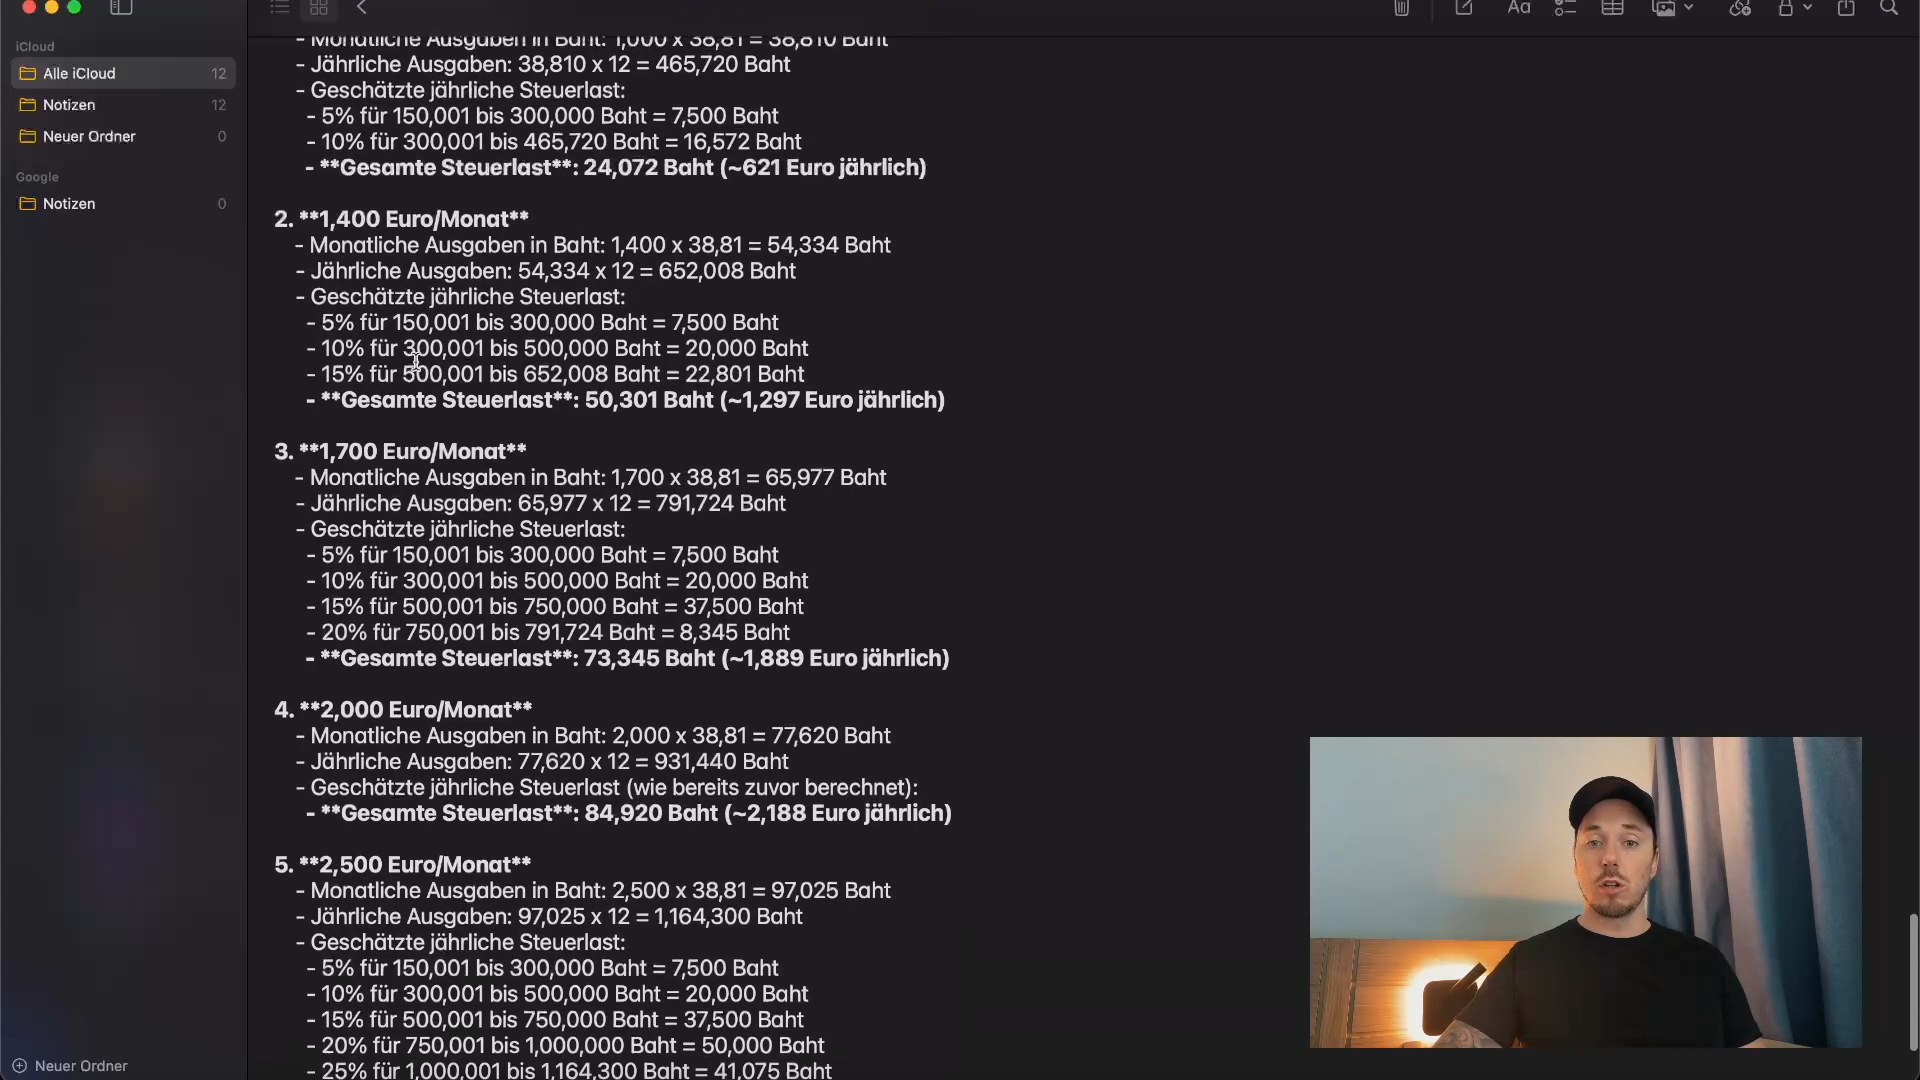 iCloud
Alle iCloud 12
Notizen 12
Neuer Ordner 0
Google
Notizen 0
Neuer Ordner
Aa
- Monatliche Ausgaben in Baht: 1,000 x 38,81 = 38,810 Baht
- Jährliche Ausgaben: 38,810 x 12 = 465,720 Baht
- Geschätzte jährliche Steuerlast:
- 5% für 150,001 bis 300,000 Baht = 7,500 Baht
- 10% für 300,001 bis 465,720 Baht = 16,572 Baht
- **Gesamte Steuerlast**: 24,072 Baht (~621 Euro jährlich)
2. **1,400 Euro/Monat**
- Monatliche Ausgaben in Baht: 1,400 x 38,81 = 54,334 Baht
- Jährliche Ausgaben: 54,334 x 12 = 652,008 Baht
- Geschätzte jährliche Steuerlast:
- 5% für 150,001 bis 300,000 Baht = 7,500 Baht
- 10% für 300,001 bis 500,000 Baht = 20,000 Baht
- 15% für 500,001 bis 652,008 Baht = 22,801 Baht
- **Gesamte Steuerlast**: 50,301 Baht (~1,297 Euro jährlich)
3. **1,700 Euro/Monat**
- Monatliche Ausgaben in Baht: 1,700 x 38,81 = 65,977 Baht
- Jährliche Ausgaben: 65,977 x 12 = 791,724 Baht
- Geschätzte jährliche Steuerlast:
- 5% für 150,001 bis 300,000 Baht = 7,500 Baht
- 10% für 300,001 bis 500,000 Baht = 20,000 Baht
- 15% für 500,001 bis 750,000 Baht = 37,500 Baht
- 20% für 750,001 bis 791,724 Baht = 8,345 Baht
- **Gesamte Steuerlast**: 73,345 Baht (~1,889 Euro jährlich)
4. **2,000 Euro/Monat**
- Monatliche Ausgaben in Baht: 2,000 x 38,81 = 77,620 Baht
- Jährliche Ausgaben: 77,620 x 12 = 931,440 Baht
- Geschätzte jährliche Steuerlast (wie bereits zuvor berechnet):
- **Gesamte Steuerlast**: 84,920 Baht (~2,188 Euro jährlich)
5. **2,500 Euro/Monat**
- Monatliche Ausgaben in Baht: 2,500 x 38,81 = 97,025 Baht
- Jährliche Ausgaben: 97,025 x 12 = 1,164,300 Baht
- Geschätzte jährliche Steuerlast:
- 5% für 150,001 bis 300,000 Baht = 7,500 Baht
- 10% für 300,001 bis 500,000 Baht = 20,000 Baht
- 15% für 500,001 bis 750,000 Baht = 37,500 Baht
- 20% für 750,001 bis 1,000,000 Baht = 50,000 Baht
- 25% für 1,000,001 bis 1,164,300 Baht = 41,075 Baht